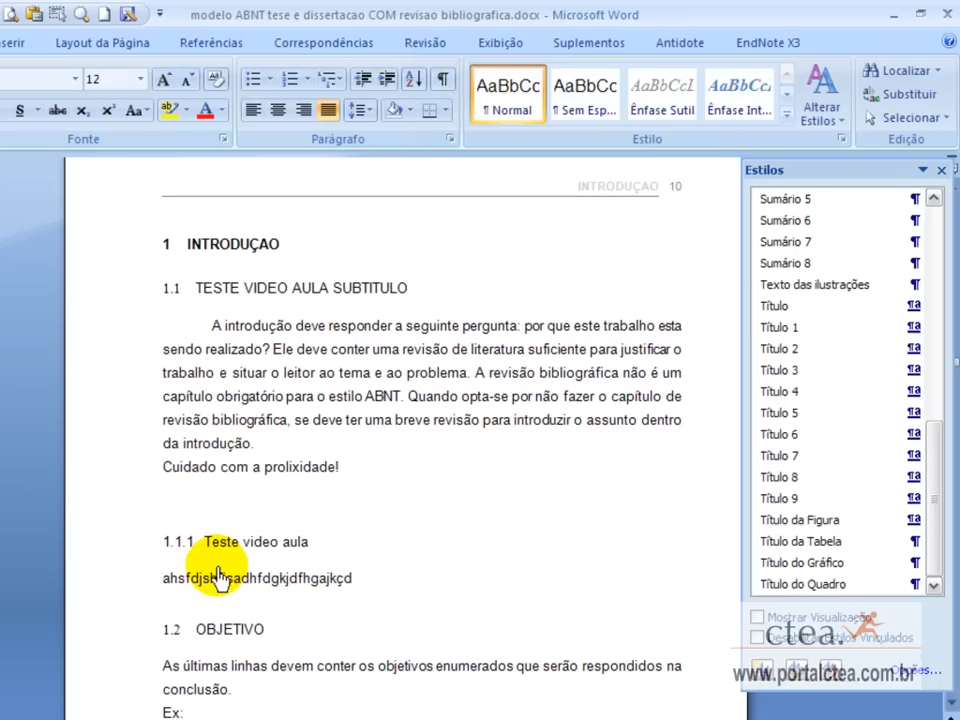 modelo ABNT tese e dissertacao COM revisao bibliografica.docx - Microsoft Word
serir Layout da Página Referências Correspondências Revisão Exibição Suplementos Antidote EndNote X3
12
AaBbCc AaBbCc AaBbCcL AaBbCc
¶ Normal ¶ Sem Esp... Ênfase Sutil Ênfase Int...
Alterar Estilos
Localizar
Substituir
Selecionar
Fonte Parágrafo Estilo Edição
Estilos
Sumário 5
Sumário 6
Sumário 7
Sumário 8
Texto das ilustrações
Título
Título 1
Título 2
Título 3
Título 4
Título 5
Título 6
Título 7
Título 8
Título 9
Título da Figura
Título da Tabela
Título do Gráfico
Título do Quadro
Mostrar Visualização
Desabilitar Estilos Vinculados
Opções...
INTRODUÇAO 10
1 INTRODUÇAO
1.1 TESTE VIDEO AULA SUBTITULO
A introdução deve responder a seguinte pergunta: por que este trabalho esta
sendo realizado? Ele deve conter uma revisão de literatura suficiente para justificar o
trabalho e situar o leitor ao tema e ao problema. A revisão bibliográfica não é um
capítulo obrigatório para o estilo ABNT. Quando opta-se por não fazer o capítulo de
revisão bibliográfica, se deve ter uma breve revisão para introduzir o assunto dentro
da introdução.
Cuidado com a prolixidade!
1.1.1 Teste video aula
1.2 OBJETIVO
As últimas linhas devem conter os objetivos enumerados que serão respondidos na
conclusão.
Ex:
ctea.
www.portalctea.com.br